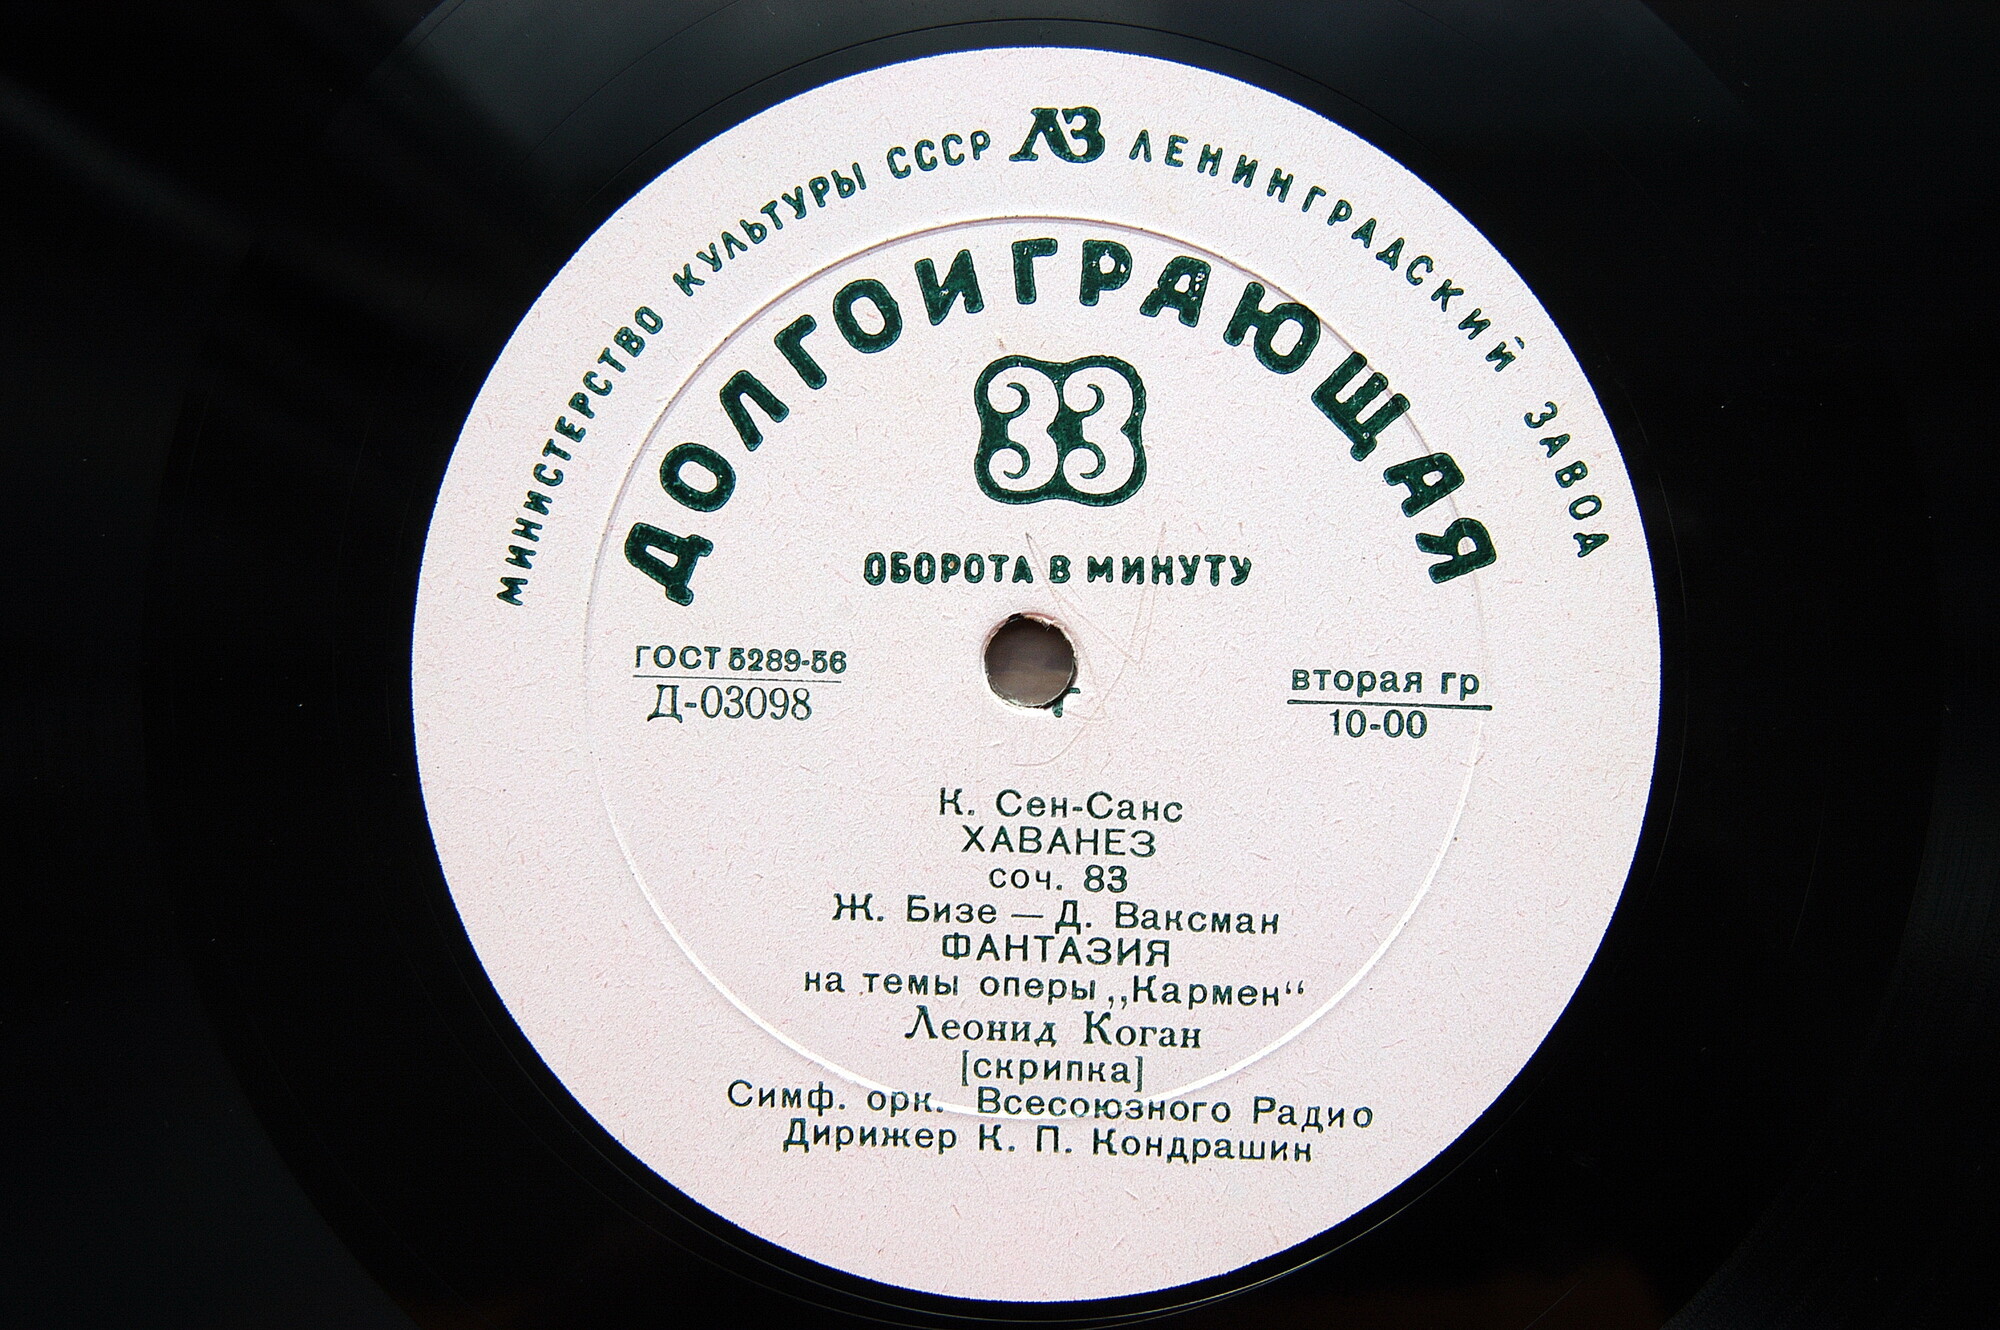 МИНИСТЕРСТВО КУЛЬТУРЫ СССР ЛЗ ЛЕНИНГРАДСКИЙ ЗАВОД
ДОЛГОИГРАЮЩАЯ
33
ОБОРОТА В МИНУТУ
ГОСТ 5289-56
Д-03098
вторая гр
10-00
К. Сен-Санс
ХАВАНЕЗ
соч. 83
Ж. Бизе — Д. Ваксман
ФАНТАЗИЯ
на темы оперы „Кармен“
Леонид Коган
[скрипка]
Симф. орк. Всесоюзного Радио
Дирижер К. П. Кондрашин